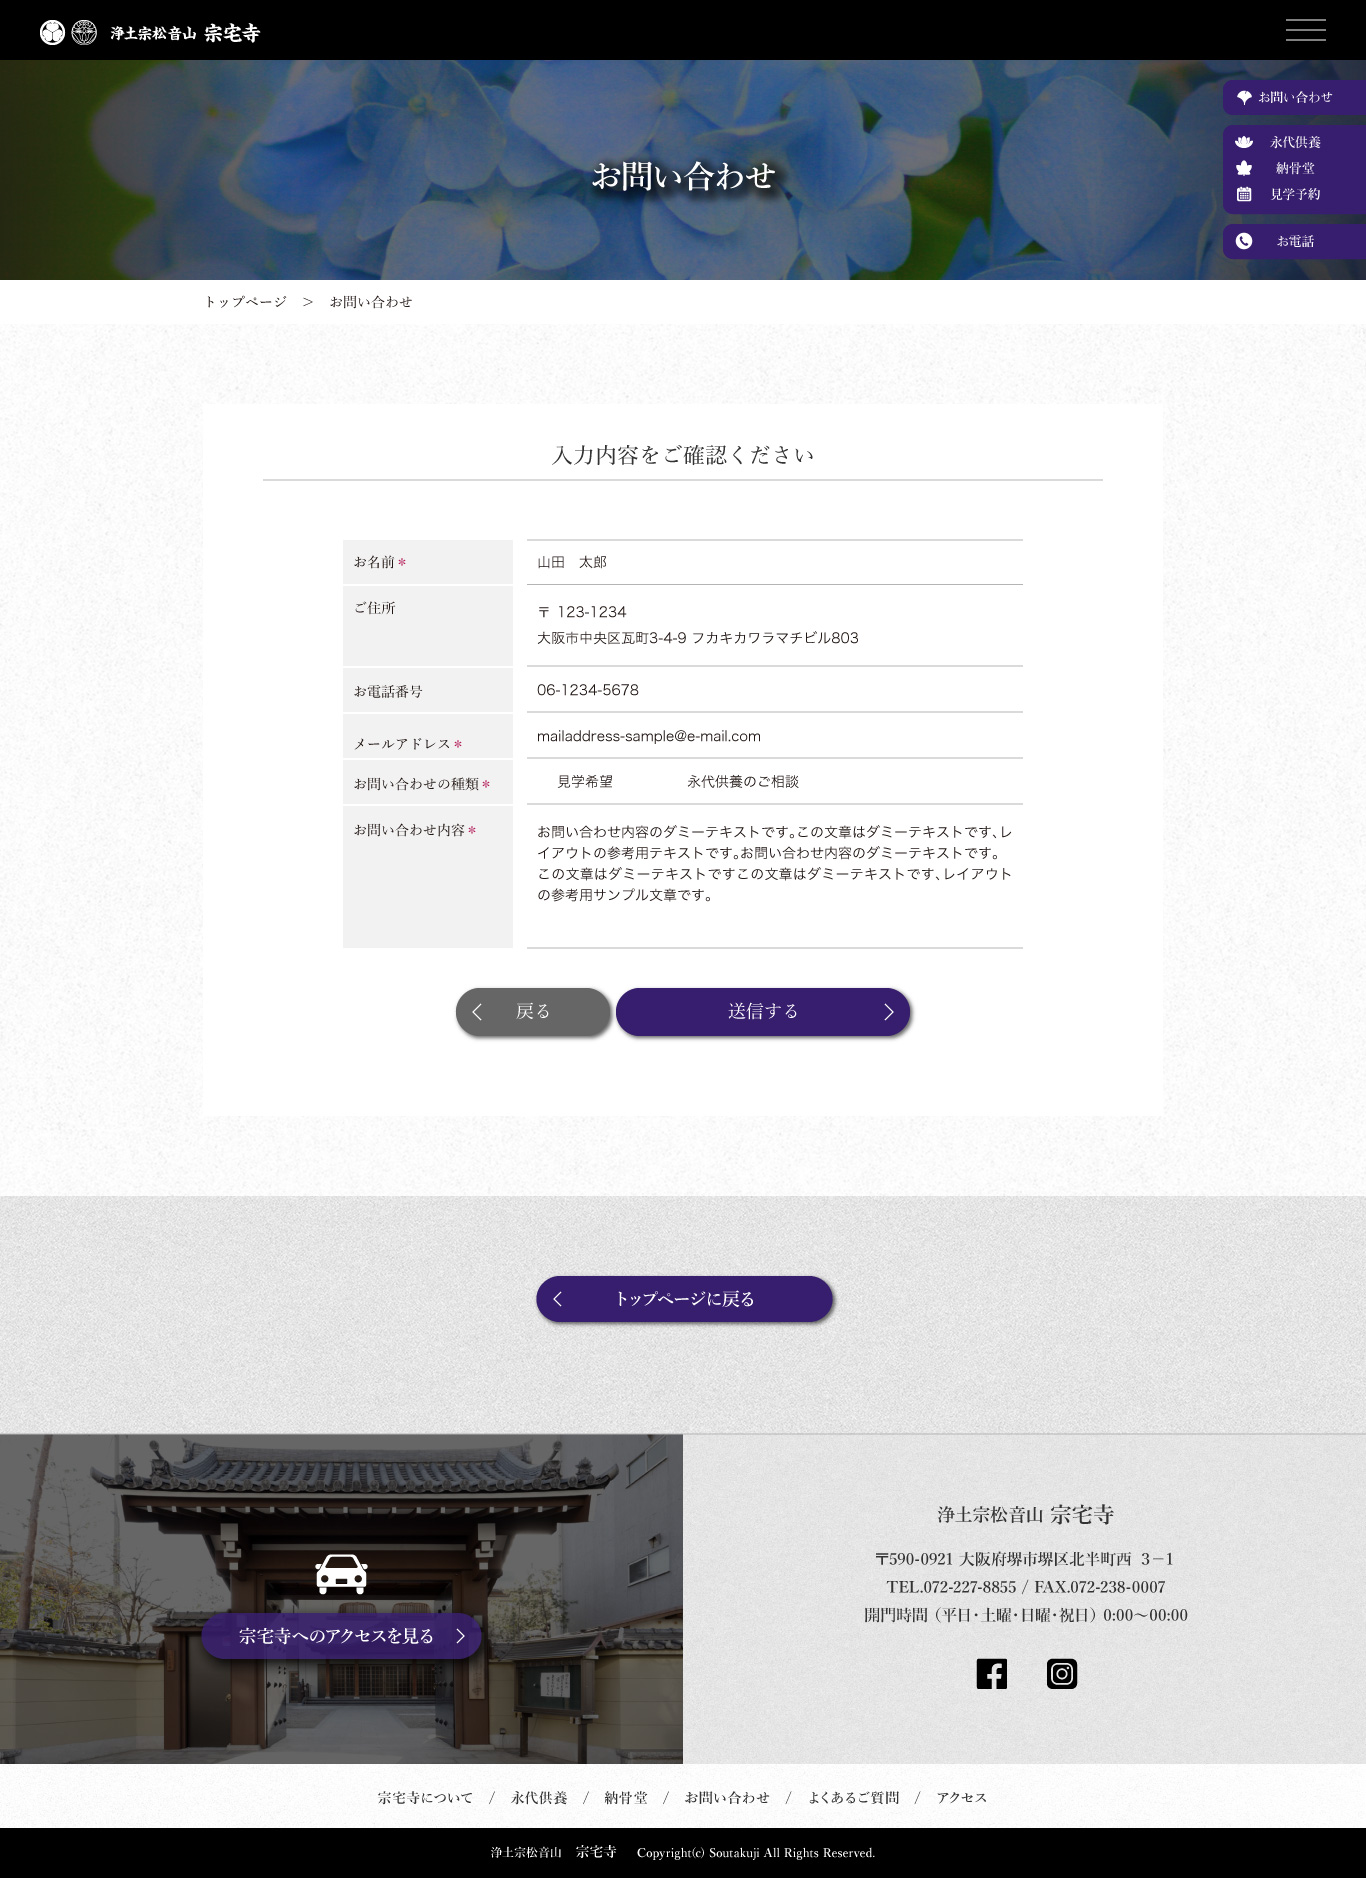 浄土宗松音山 宗宅寺
お問い合わせ
永代供養
納骨堂
見学予約
お電話
お問い合わせ
トップページ　＞　お問い合わせ
入力内容をご確認ください
お名前* 山田　太郎
ご住所 〒 123-1234
大阪市中央区瓦町3-4-9 フカキカワラマチビル803
お電話番号 06-1234-5678
メールアドレス* mailaddress-sample@e-mail.com
お問い合わせの種類* 見学希望　永代供養のご相談
お問い合わせ内容* お問い合わせ内容のダミーテキストです。この文章はダミーテキストです、レ
イアウトの参考用テキストです。お問い合わせ内容のダミーテキストです。
この文章はダミーテキストですこの文章はダミーテキストです、レイアウト
の参考用サンプル文章です。
戻る 送信する
トップページに戻る
宗宅寺へのアクセスを見る
浄土宗松音山 宗宅寺
〒590-0921 大阪府堺市堺区北半町西 3－1
TEL.072-227-8855 / FAX.072-238-0007
開門時間（平日・土曜・日曜・祝日）0:00〜00:00
宗宅寺について / 永代供養 / 納骨堂 / お問い合わせ / よくあるご質問 / アクセス
浄土宗松音山　宗宅寺　Copyright(c) Soutakuji All Rights Reserved.